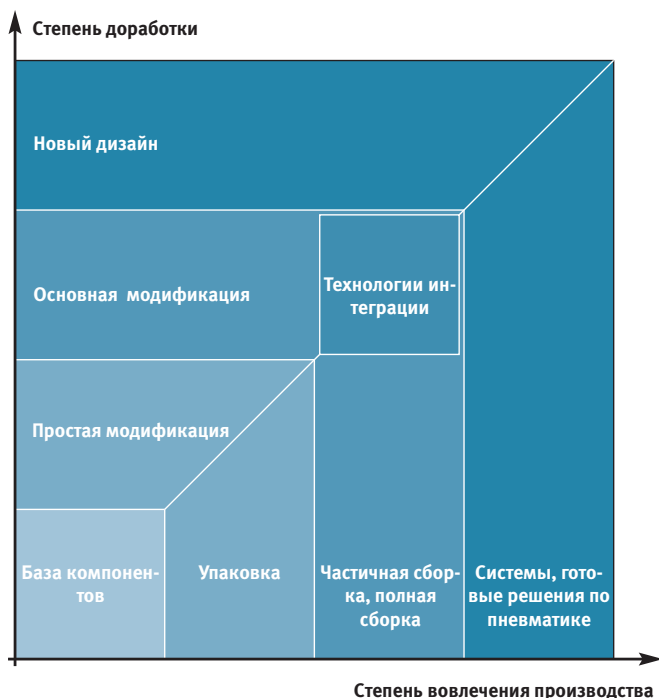 Степень доработки
Новый дизайн
Основная модификация
Технологии ин-
теграции
Простая модификация
База компонен-
тов
Упаковка
Частичная сбор-
ка, полная
сборка
Системы, гото-
вые решения по
пневматике
Степень вовлечения производства